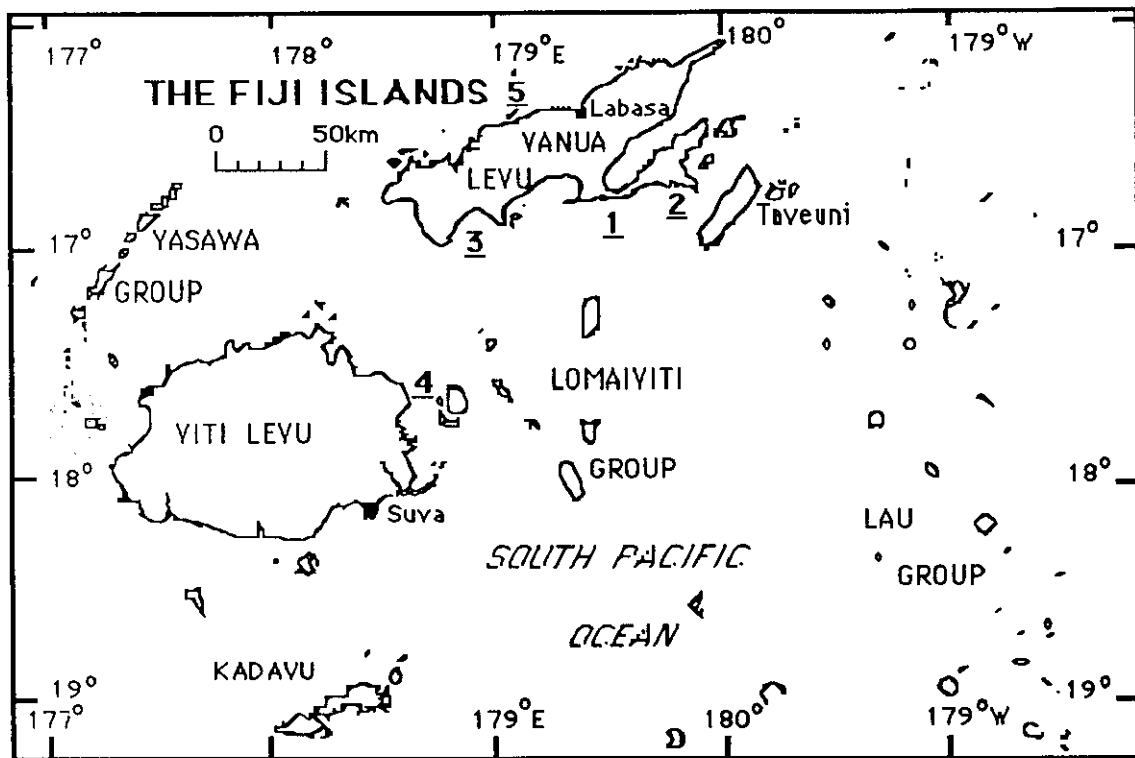 177° 178° 179°E 180° 179°W
THE FIJI ISLANDS 5
Labasa
0 50km
VANUA
LEVU
1 2 Taveuni
3
17° 17°
YASAWA
GROUP
4
LOMAIVITI
VITI LEVU
GROUP
18° 18°
Suva
LAU
SOUTH PACIFIC
GROUP
OCEAN
KADAVU
19° 19°
177° 179°E 180° 179°W